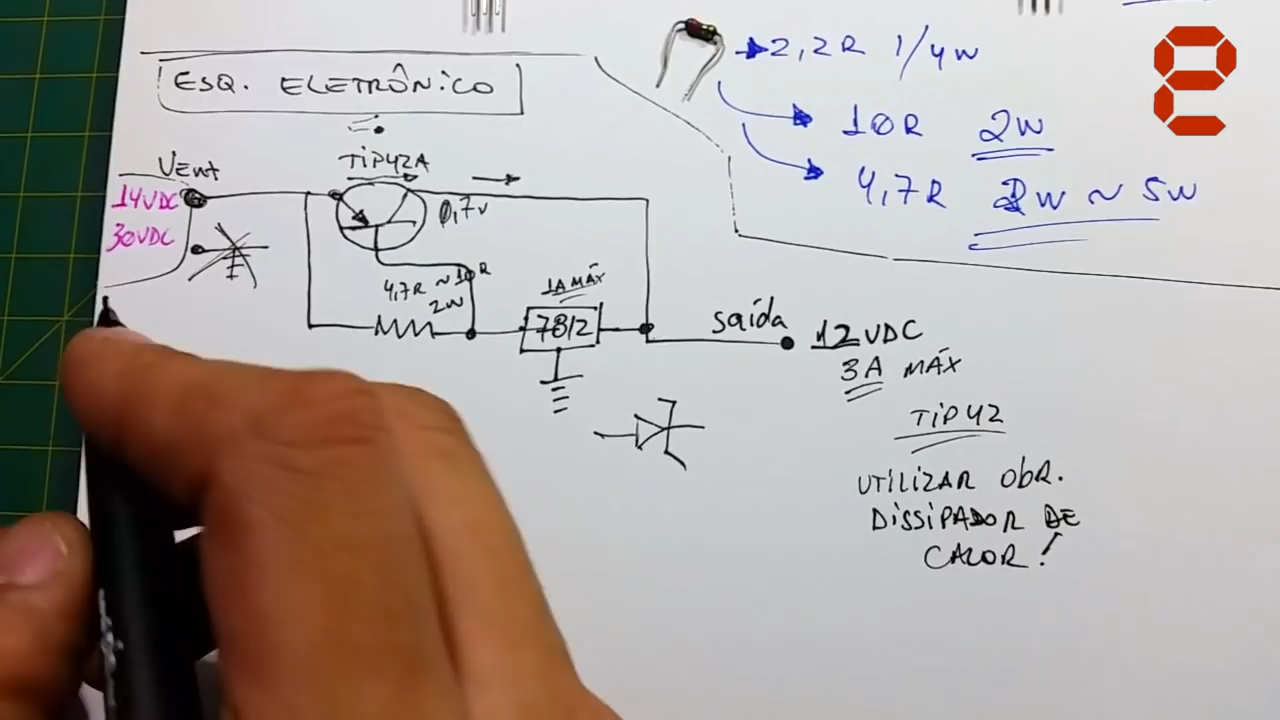 ESQ. ELETRÔNICO
Vent
14VDC
30VDC
TIP42A
0,7V
4,7R ~ 10R
2W
1A MÁX
7812
saída
12VDC
3A MÁX
TIP42
UTILIZAR OBR.
DISSIPADOR DE
CALOR!
2,2R 1/4W
10R 2W
4,7R 2W ~ 5W
e